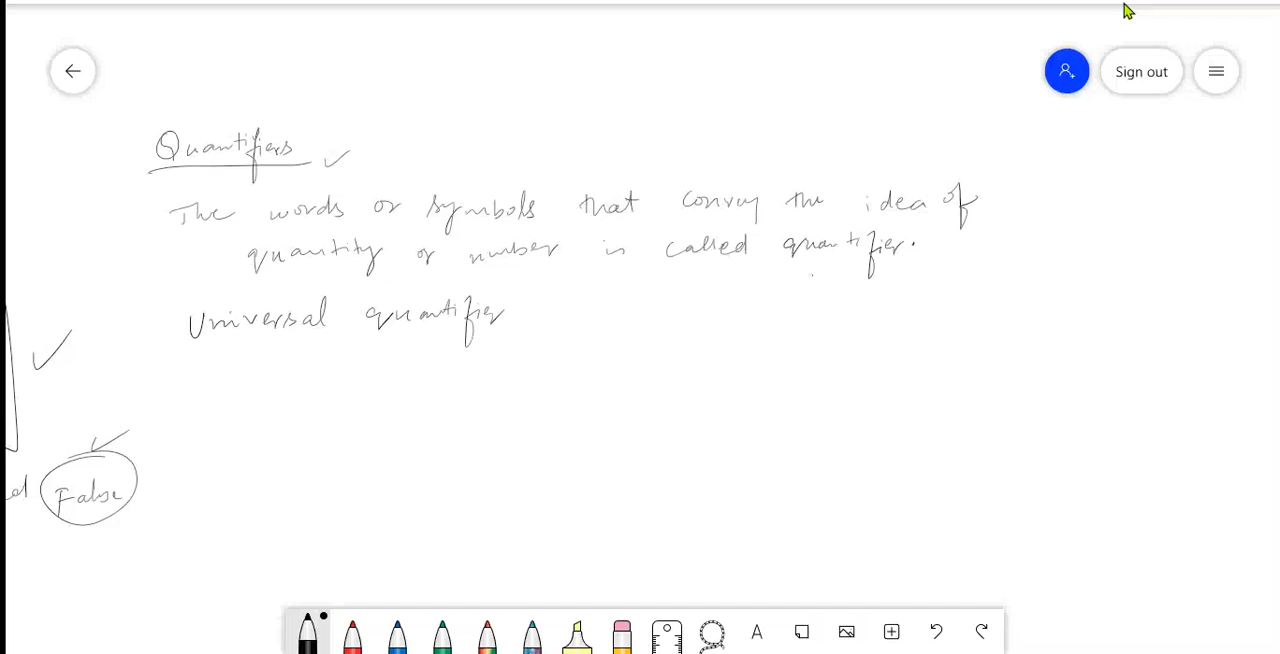 Sign out
Quantifiers
The words or symbols that convey the idea of
quantity or number is called quantifier.
Universal quantifier
ed False
A